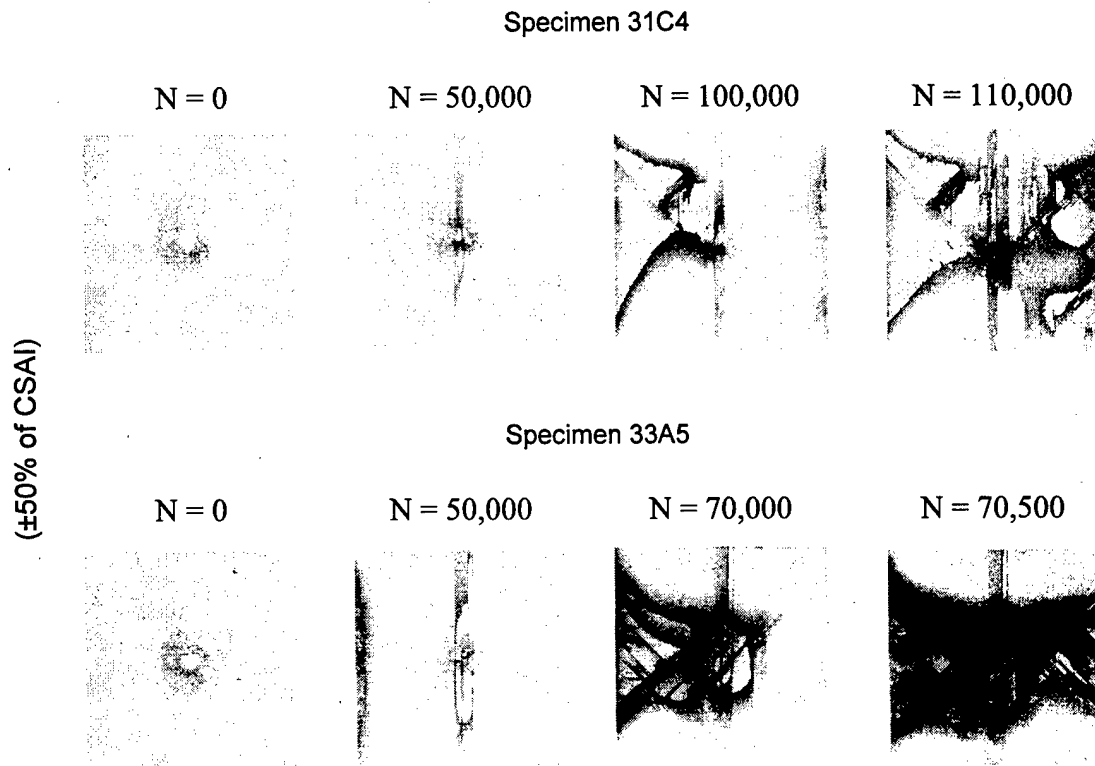 Specimen 31C4
N = 0
N = 50,000
N = 100,000
N = 110,000
(±50% of CSAI)
Specimen 33A5
N = 0
N = 50,000
N = 70,000
N = 70,500